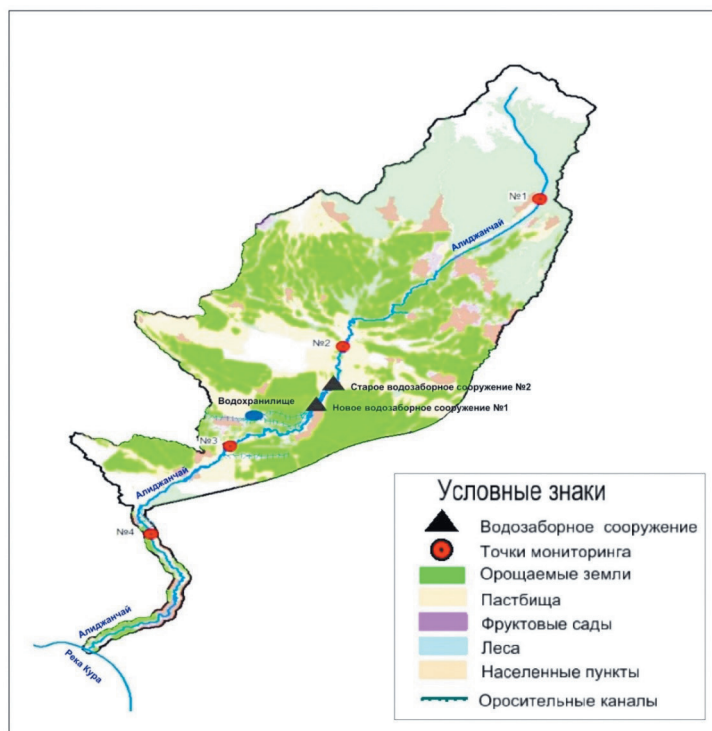 №1
Алиджанчай
№2
Старое водозаборное сооружение №2
Водохранилище
Новое водозаборное сооружение №1
№3
Алиджанчай
№4
Алиджанчай
Река Кура
Условные знаки
Водозаборное сооружение
Точки мониторинга
Орощаемые земли
Пастбища
Фруктовые сады
Леса
Населенные пункты
Оросительные каналы